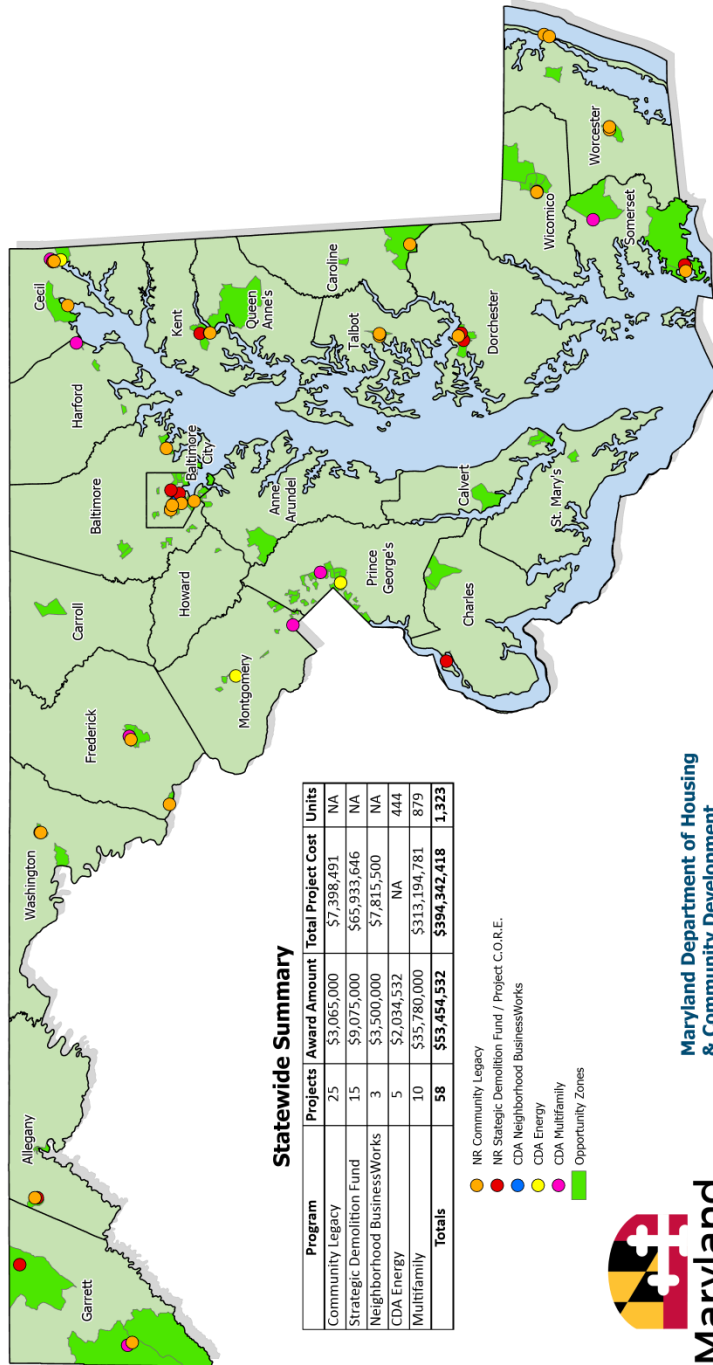 Garrett
Allegany
Washington
Frederick
Carroll
Baltimore
Harford
Cecil
Montgomery
Howard
Baltimore
City
Kent
Queen
Anne's
Anne
Arundel
Prince
George's
Talbot
Caroline
Charles
Calvert
St. Mary's
Dorchester
Wicomico
Worcester
Somerset
Statewide Summary
Program Projects Award Amount Total Project Cost Units
Community Legacy 25 $3,065,000 $7,398,491 NA
Strategic Demolition Fund 15 $9,075,000 $65,933,646 NA
Neighborhood BusinessWorks 3 $3,500,000 $7,815,500 NA
CDA Energy 5 $2,034,532 NA 444
Multifamily 10 $35,780,000 $313,194,781 879
Totals 58 $53,454,532 $394,342,418 1,323
NR Community Legacy
NR Stategic Demolition Fund / Project C.O.R.E.
CDA Neighborhood BusinessWorks
CDA Energy
CDA Multifamily
Opportunity Zones
Maryland
Maryland Department of Housing
& Community Development